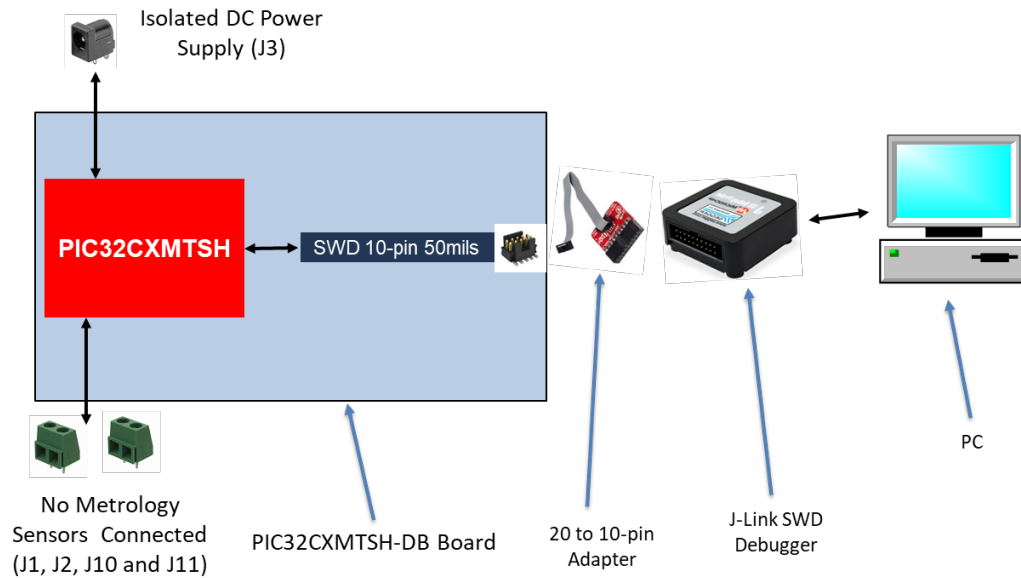 Isolated DC Power
Supply (J3)
PIC32CXMTSH
SWD 10-pin 50mils
No Metrology
Sensors Connected
(J1, J2, J10 and J11)
PIC32CXMTSH-DB Board
20 to 10-pin
Adapter
J-Link SWD
Debugger
PC